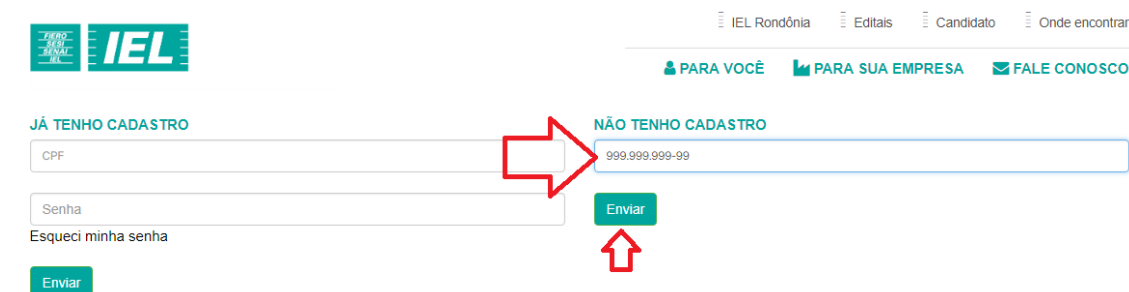 FIERO
SESI
SENAI
IEL
IEL
IEL Rondônia
Editais
Candidato
Onde encontrar
PARA VOCÊ
PARA SUA EMPRESA
FALE CONOSCO
JÁ TENHO CADASTRO
CPF
Senha
Esqueci minha senha
Enviar
NÃO TENHO CADASTRO
999.999.999-99
Enviar